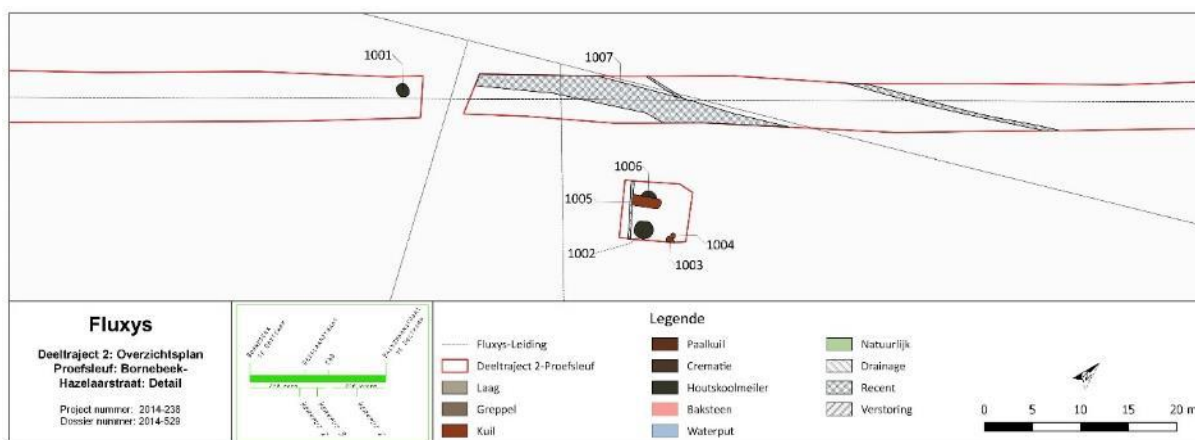 1001
1007
1006
1005
1002
1004
1003
Fluxys
Deeltraject 2: Overzichtsplan
Proefsleuf: Bornebeek-
Hazelaarstraat: Detail
Project nummer: 2014-238
Dossier nummer: 2014-529
Legende
Fluxys-Leiding
Deeltraject 2-Proefsleuf
Laag
Greppel
Kuil
Paalkuil
Crematie
Houtskoolmeiler
Baksteen
Waterput
Natuurlijk
Drainage
Recent
Verstoring
0 5 10 15 20 m